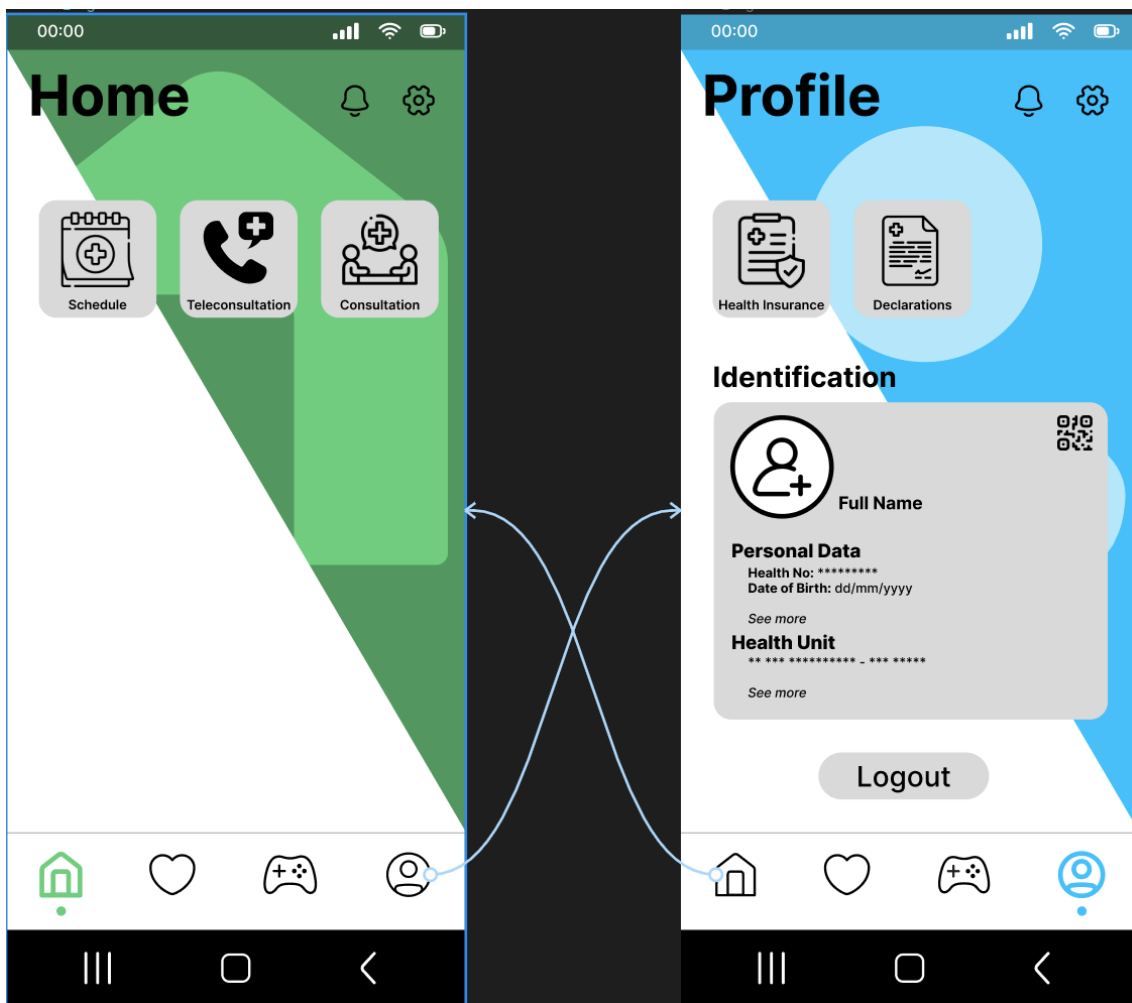 00:00
Home
Schedule
Teleconsultation
Consultation
00:00
Profile
Health Insurance
Declarations
Identification
Full Name
Personal Data
Health No: *********
Date of Birth: dd/mm/yyyy
See more
Health Unit
** *** ********** - *** *****
See more
Logout